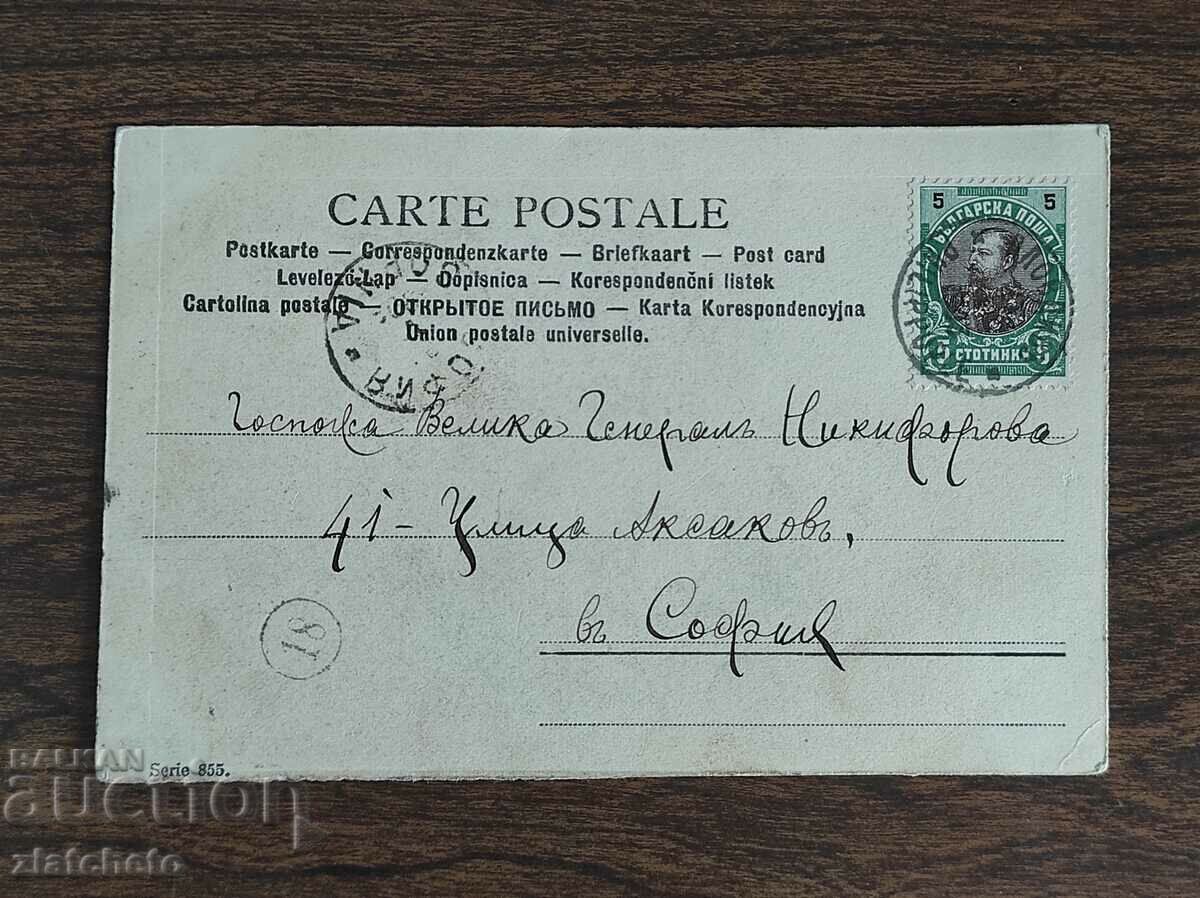 CARTE POSTALE
Postkarte — Correspondenzkarte — Briefkaart — Post card
Levelező-Lap — Dopisnica — Korespondenční listek
Cartolina postale — ОТКРЫТОЕ ПИСЬМО — Karta Korespondencyjna
Union postale universelle.
5 5
БЪЛГАРСКА ПОЩА
5 СТОТИНКИ 5
Госпожа Велика Генералъ Никифорова
41 - Улица Аксаковъ,
въ София
18
Serie 855.
BALKAN
auction
zlatcheto